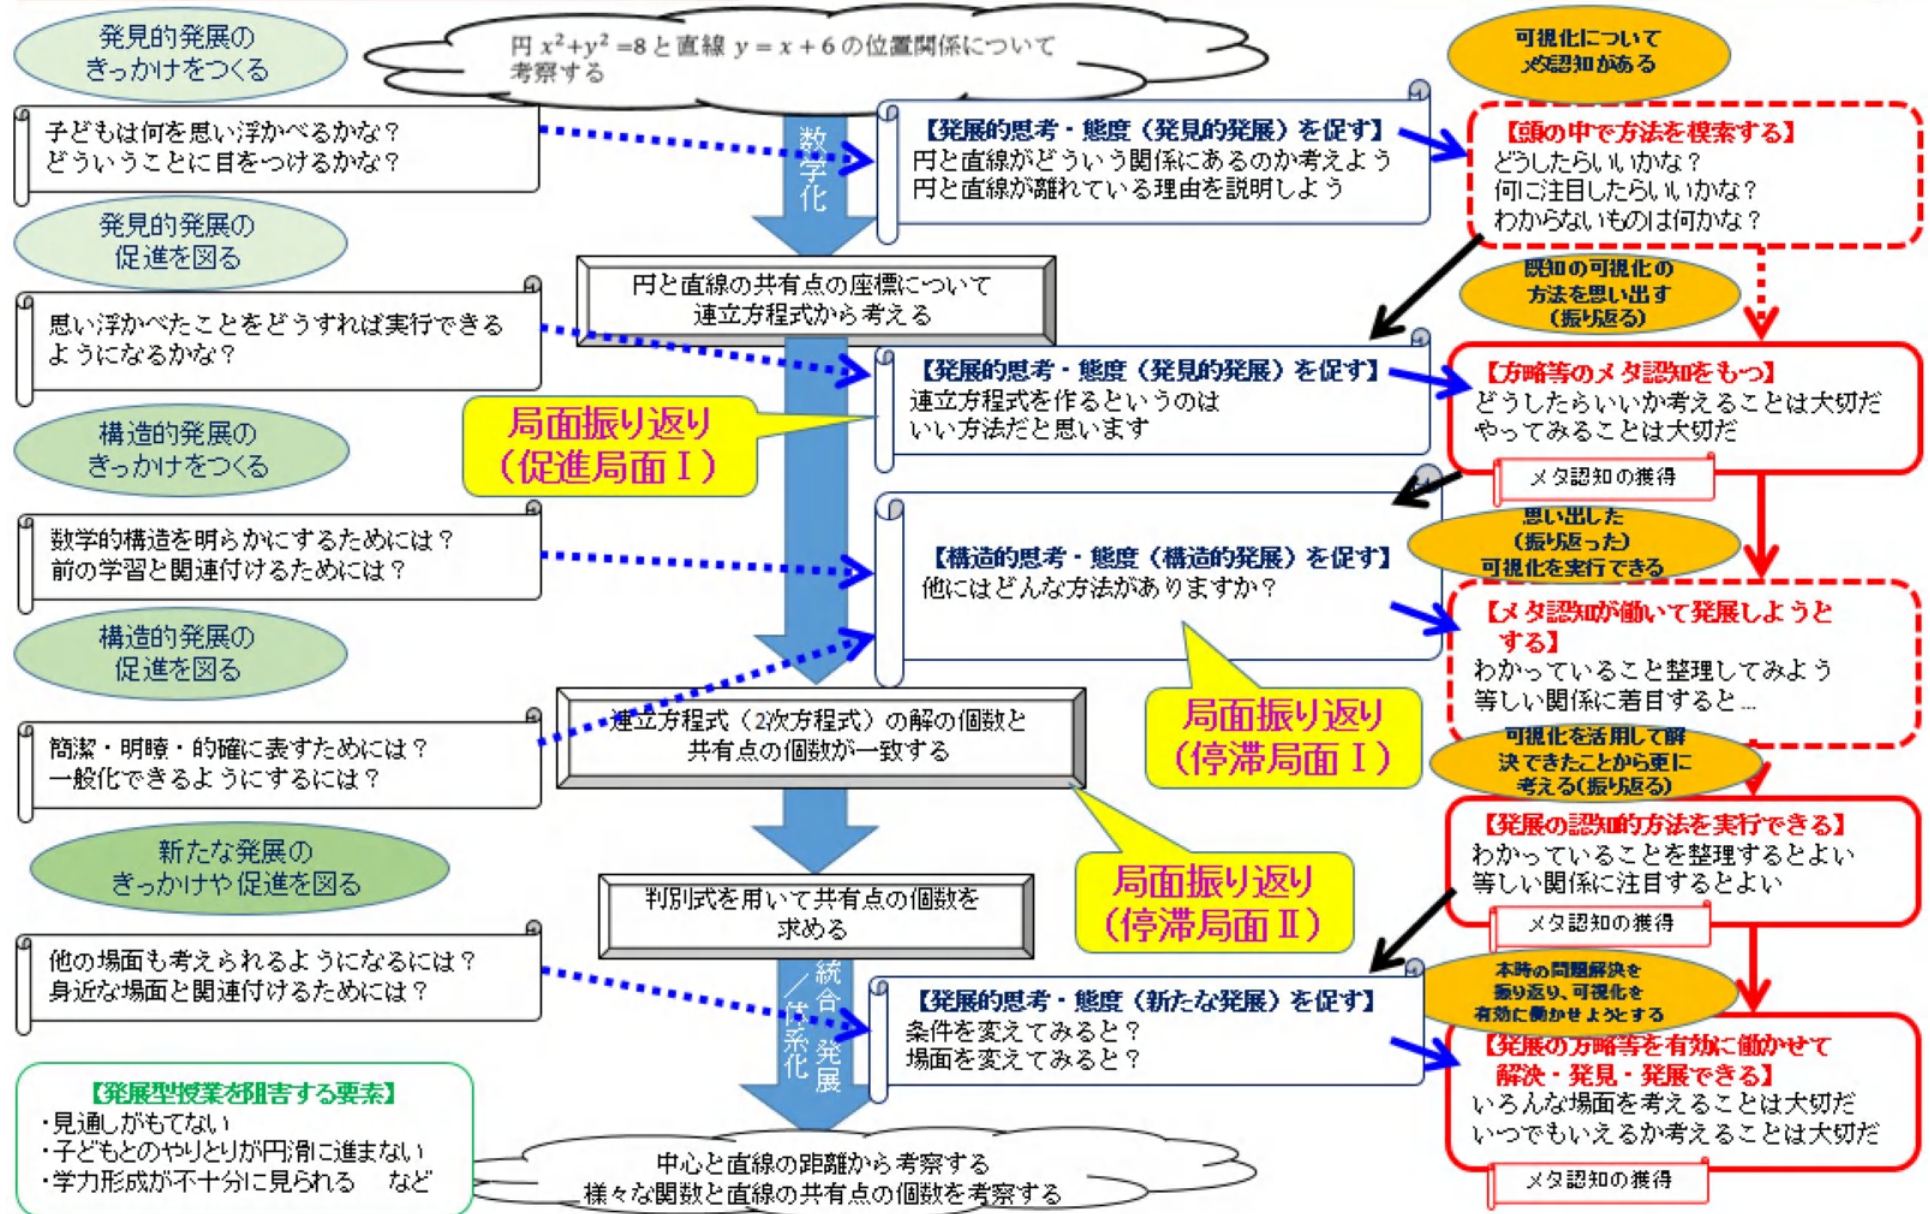 発見的発展の
きっかけをつくる
円 x²+y² =8 と直線 y = x + 6 の位置関係について
考察する
可視化について
メタ認知がある
子どもは何を思い浮かべるかな？
どういうことに目をつけるかな？
数学化
【発展的思考・態度（発見的発展）を促す】
円と直線がどういう関係にあるのか考えよう
円と直線が離れている理由を説明しよう
【頭の中で方法を模索する】
どうしたらいいかな？
何に注目したらいいかな？
わからないものは何かな？
発見的発展の
促進を図る
円と直線の共有点の座標について
連立方程式から考える
既知の可視化の
方法を思い出す
（振り返る）
思い浮かべたことをどうすれば実行できる
ようになるかな？
【発展的思考・態度（発見的発展）を促す】
連立方程式を作るというのは
いい方法だと思います
【方略等のメタ認知をもつ】
どうしたらいいか考えることは大切だ
やってみることは大切だ
メタ認知の獲得
局面振り返り
（促進局面Ⅰ）
構造的発展の
きっかけをつくる
数学的構造を明らかにするためには？
前の学習と関連付けるためには？
【構造的思考・態度（構造的発展）を促す】
他にはどんな方法がありますか？
思い出した
（振り返った）
可視化を実行できる
【メタ認知が働いて発展しようと
する】
わかっていること整理してみよう
等しい関係に着目すると…
構造的発展の
促進を図る
局面振り返り
（停滞局面Ⅰ）
連立方程式（2次方程式）の解の個数と
共有点の個数が一致する
簡潔・明瞭・的確に表すためには？
一般化できるようにするには？
可視化を活用して解
決できたことから更に
考える（振り返る）
【発展の認知的方法を実行できる】
わかっていることを整理するとよい
等しい関係に注目するとよい
メタ認知の獲得
新たな発展の
きっかけや促進を図る
局面振り返り
（停滞局面Ⅱ）
判別式を用いて共有点の個数を
求める
他の場面も考えられるようになるには？
身近な場面と関連付けるためには？
統合・発展
／体系化
【発展的思考・態度（新たな発展）を促す】
条件を変えてみると？
場面を変えてみると？
本時の問題解決を
振り返り、可視化を
有効に働かせようとする
【発展の方略等を有効に働かせて
解決・発見・発展できる】
いろんな場面を考えることは大切だ
いつでもいえるか考えることは大切だ
メタ認知の獲得
【発展型授業を阻害する要素】
・見通しがもてない
・子どもとのやりとりが円滑に進まない
・学力形成が不十分に見られる　など
中心と直線の距離から考察する
様々な関数と直線の共有点の個数を考察する